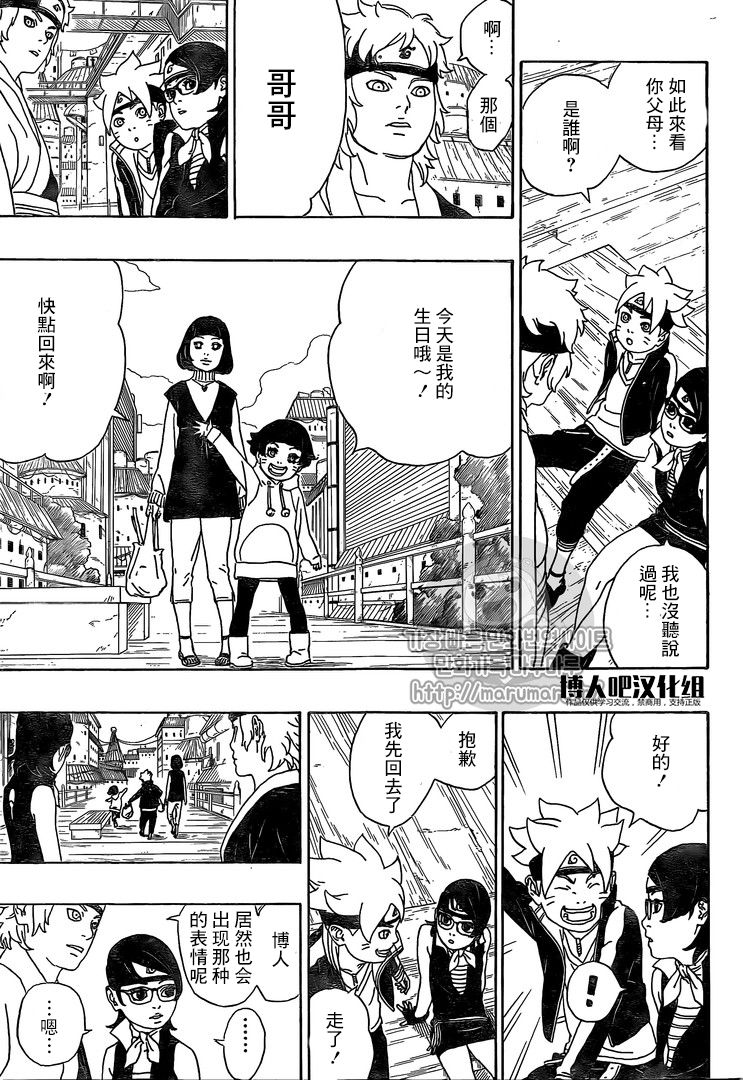 如此來看
你父母…
是誰啊?
我也沒聽說
過呢…
啊…
那個
哥哥
今天是我的
生日哦~!
快點回來啊!
博人吧汉化组
作品仅供学习交流,禁商用,支持正版
http://marumar
好的!
!
抱歉
我先回去了
走了!
博人
居然也会
出现那种
的表情呢
……
…嗯!